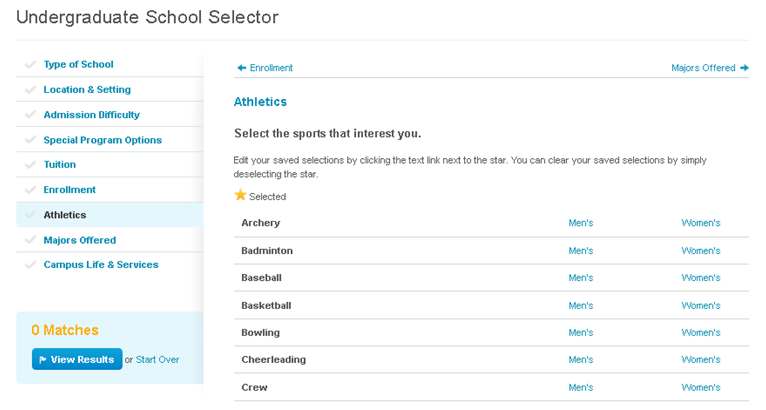 Undergraduate School Selector
Type of School
Location & Setting
Admission Difficulty
Special Program Options
Tuition
Enrollment
Athletics
Majors Offered
Campus Life & Services
0 Matches
View Results or Start Over
Enrollment Majors Offered
Athletics
Select the sports that interest you.
Edit your saved selections by clicking the text link next to the star. You can clear your saved selections by simply
deselecting the star.
Selected
Archery Men's Women's
Badminton Men's Women's
Baseball Men's Women's
Basketball Men's Women's
Bowling Men's Women's
Cheerleading Men's Women's
Crew Men's Women's